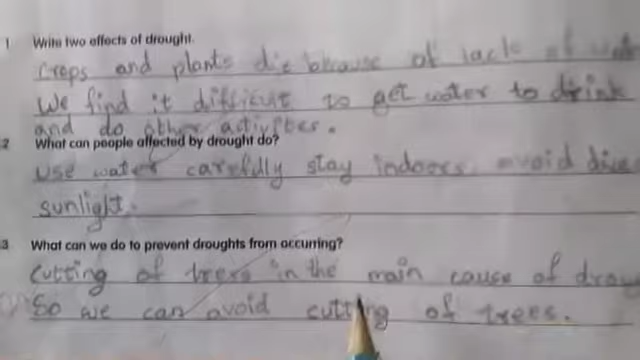 1 Write two effects of drought.
crops and plants die because of lack of
We find it difficult to get water to drink
and do other activites.
2 What can people affected by drought do?
use water carefully stay indoors, avoid
sunlight.
3 What can we do to prevent droughts from occurring?
Cutting of trees in the main cause of
So we can avoid cutting of trees.